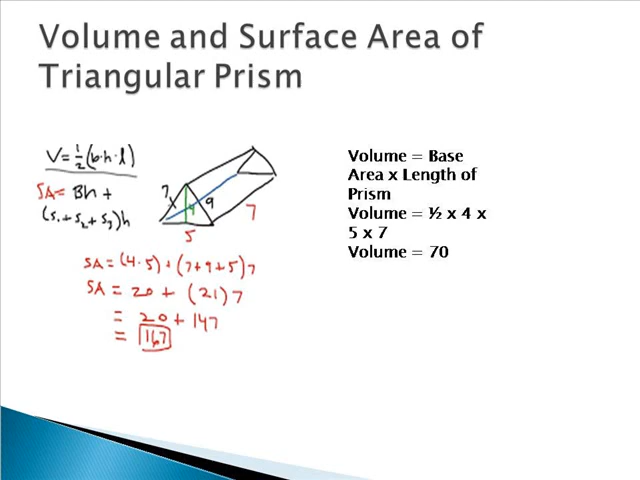 Volume and Surface Area of
Triangular Prism
V=½(b·h·l)
SA= Bh +
(S₁+S₂+S₃)h
7
4
9
7
5
SA = (4·5) + (7+9+5)7
SA = 20 + (21)7
= 20 + 147
= 167
Volume = Base
Area x Length of
Prism
Volume = ½ x 4 x
5 x 7
Volume = 70